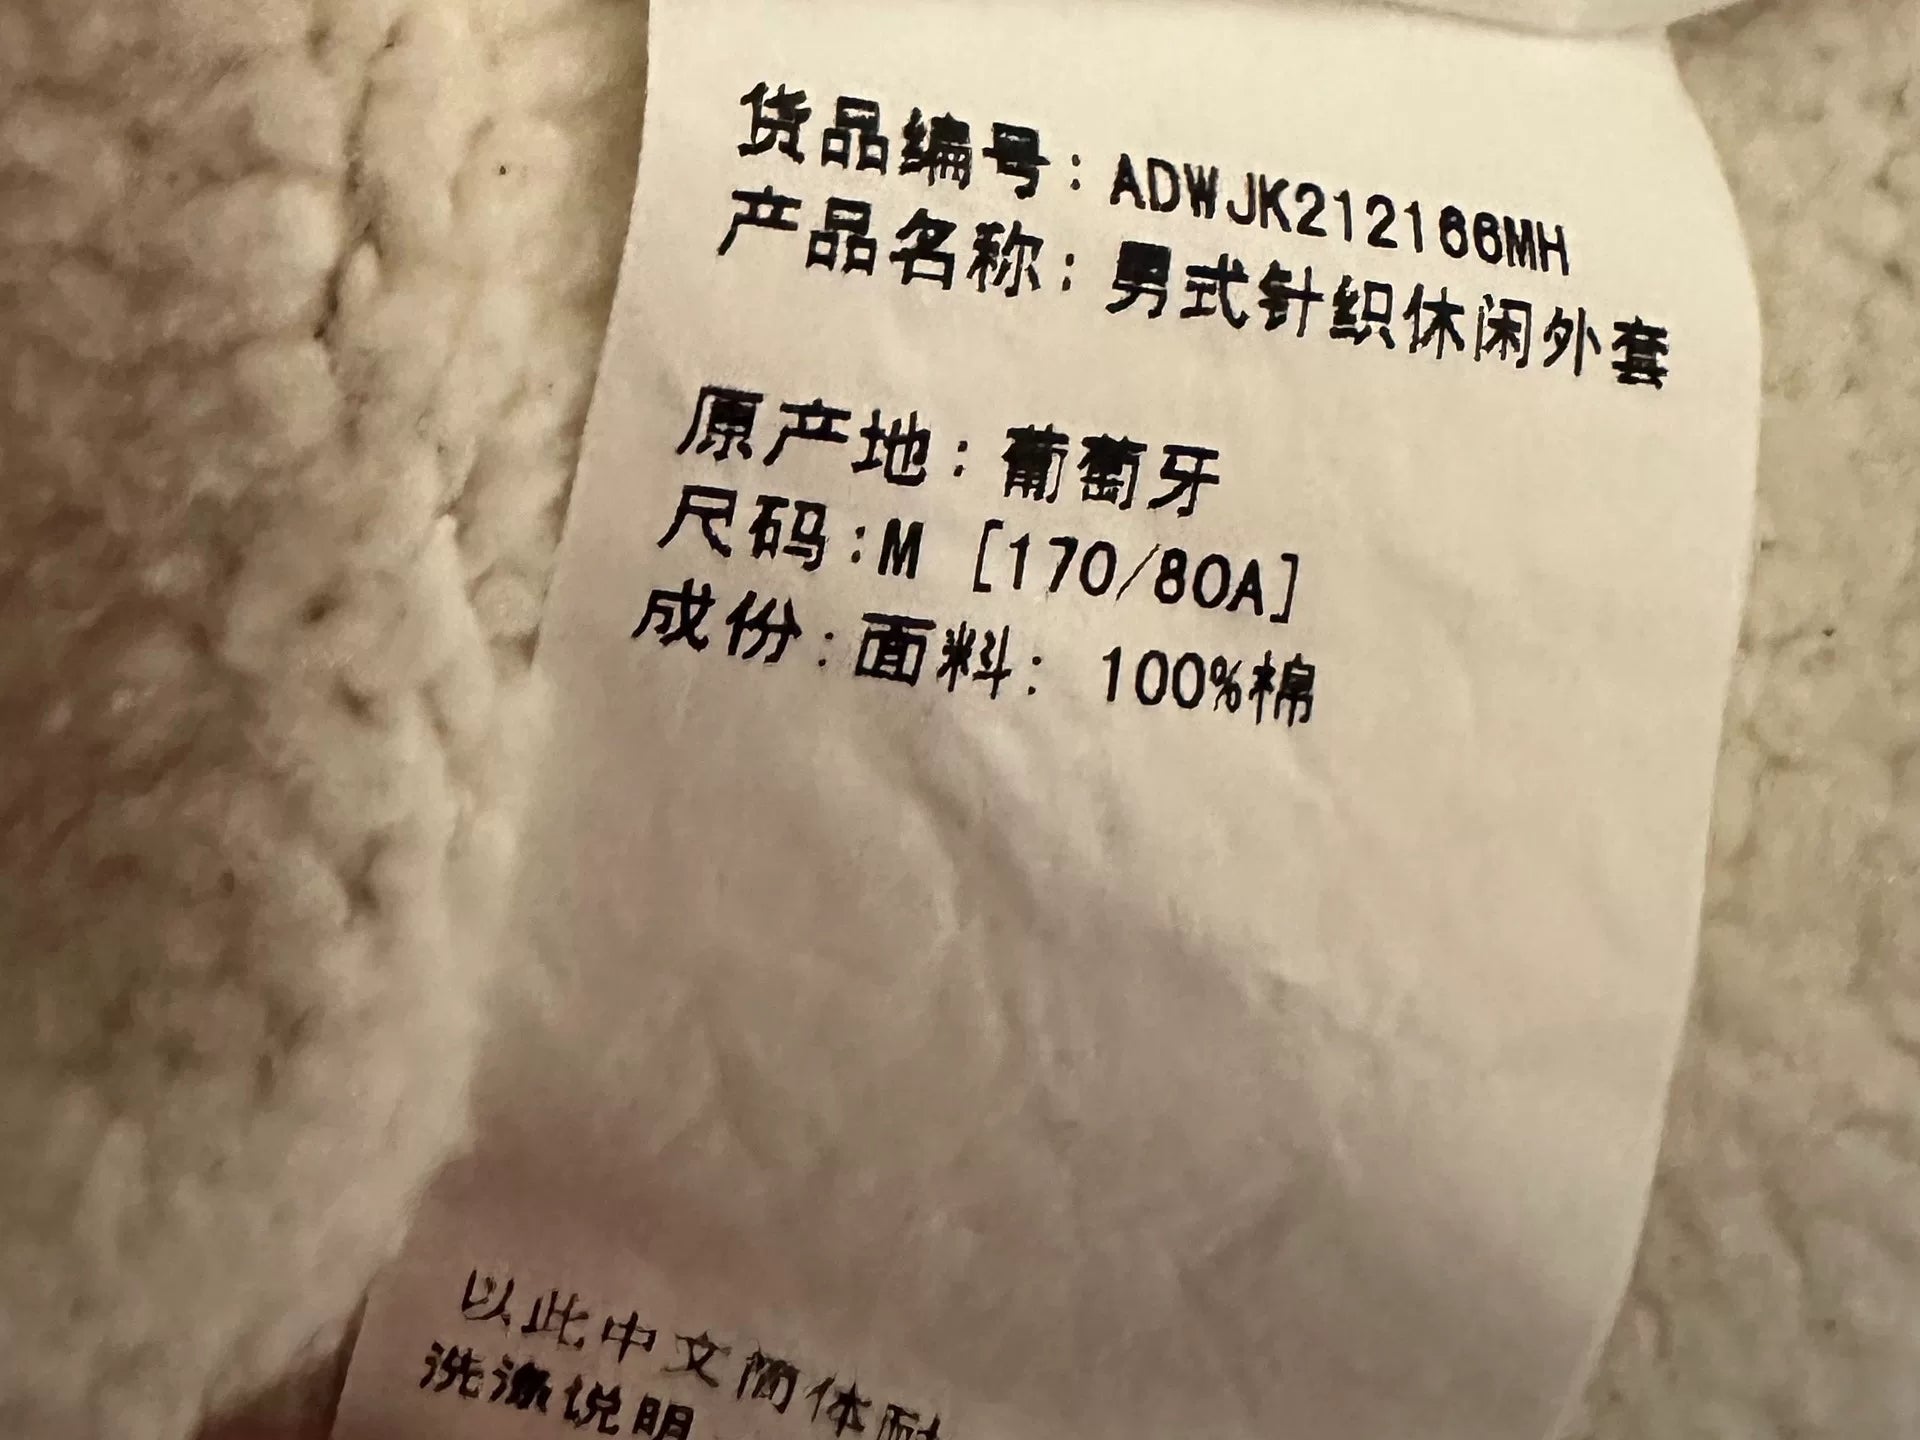 货品编号: ADWJK212166MH
产品名称: 男式针织休闲外套
原产地: 葡萄牙
尺码:M [170/80A]
成份: 面料: 100%棉
以此中文简体耐
洗涤说明